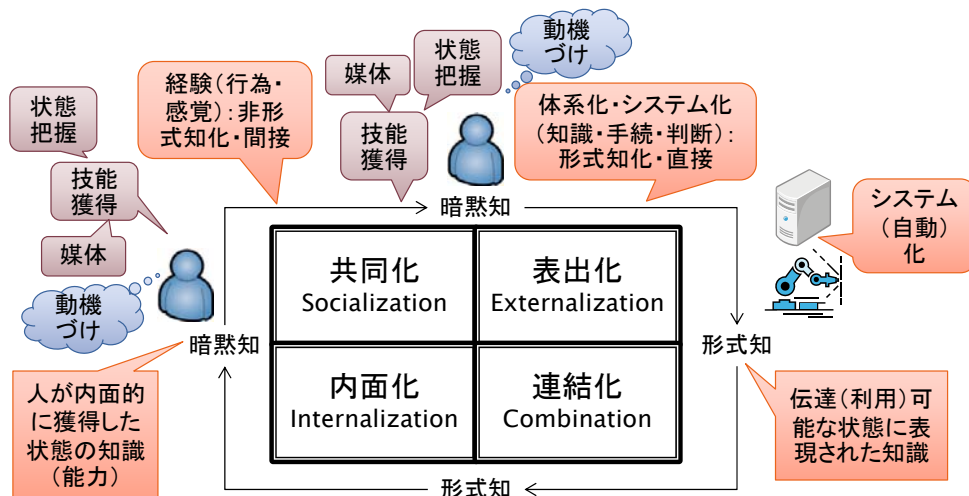 動機
づけ
状態
把握
媒体
技能
獲得
経験（行為・
感覚）：非形
式知化・間接
体系化・システム化
（知識・手続・判断）：
形式知化・直接
状態
把握
技能
獲得
媒体
動機
づけ
システム
（自動）
化
暗黙知
共同化
Socialization
表出化
Externalization
暗黙知
形式知
内面化
Internalization
連結化
Combination
人が内面的
に獲得した
状態の知識
（能力）
伝達（利用）可
能な状態に表
現された知識
形式知